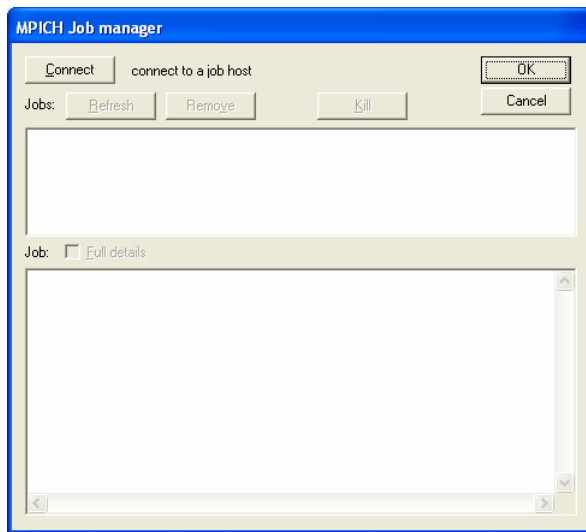 MPICH Job manager
Connect connect to a job host OK
Jobs: Refresh Remove Kill Cancel
Job: Full details